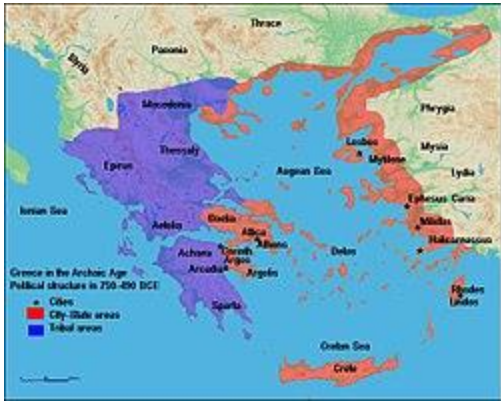 Thrace
Paeonia
Illyria
Macedonia
Phrygia
Thessaly
Epirus
Lesbos
Mytilene
Mysia
Lydia
Aegean Sea
Ephesus Caria
Ionian Sea
Aetolia
Boetia
Attica
Athens
Miletus
Halicarnassus
Achaea
Corinth
Argos
Arcadia
Argolis
Delos
Sparta
Rhodes
Lindos
Cretan Sea
Crete
Greece in the Archaic Age
Political structure in 750-490 BCE
Cities
City-State areas
Tribal areas